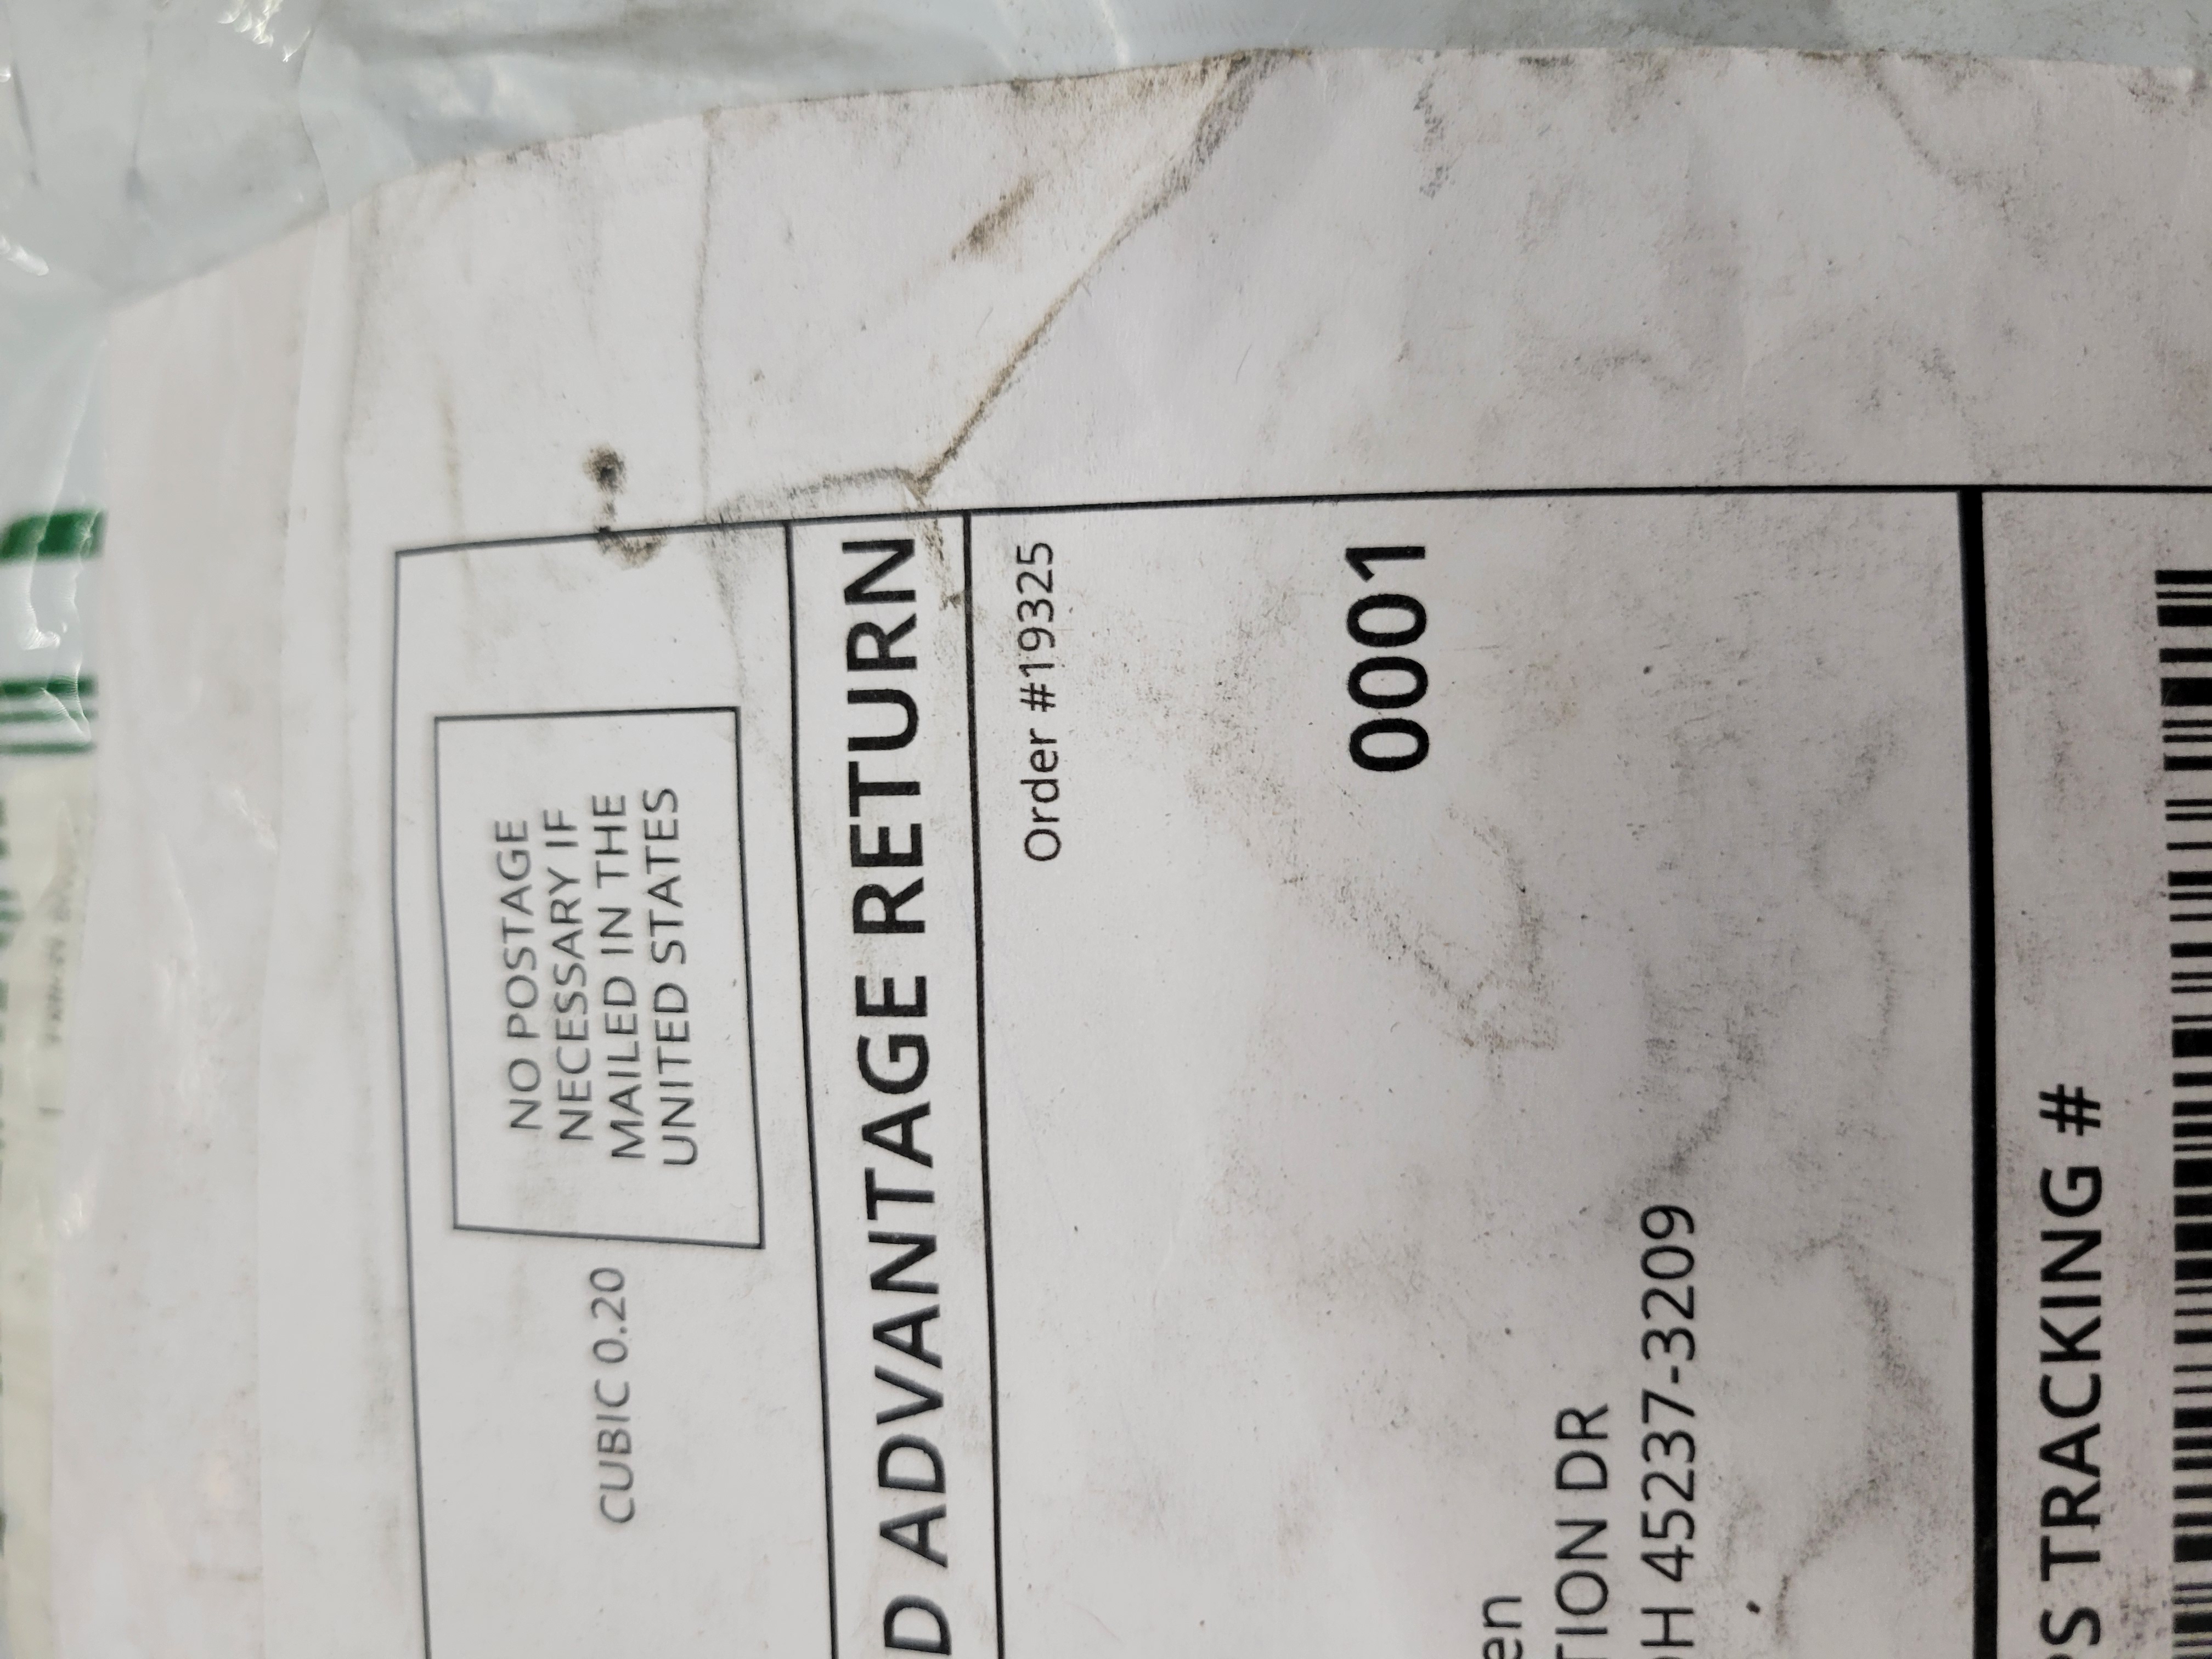 NO POSTAGE
NECESSARY IF
MAILED IN THE
UNITED STATES
CUBIC 0.20
D ADVANTAGE RETURN
Order #19325
0001
en
TION DR
OH 45237-3209
PS TRACKING #